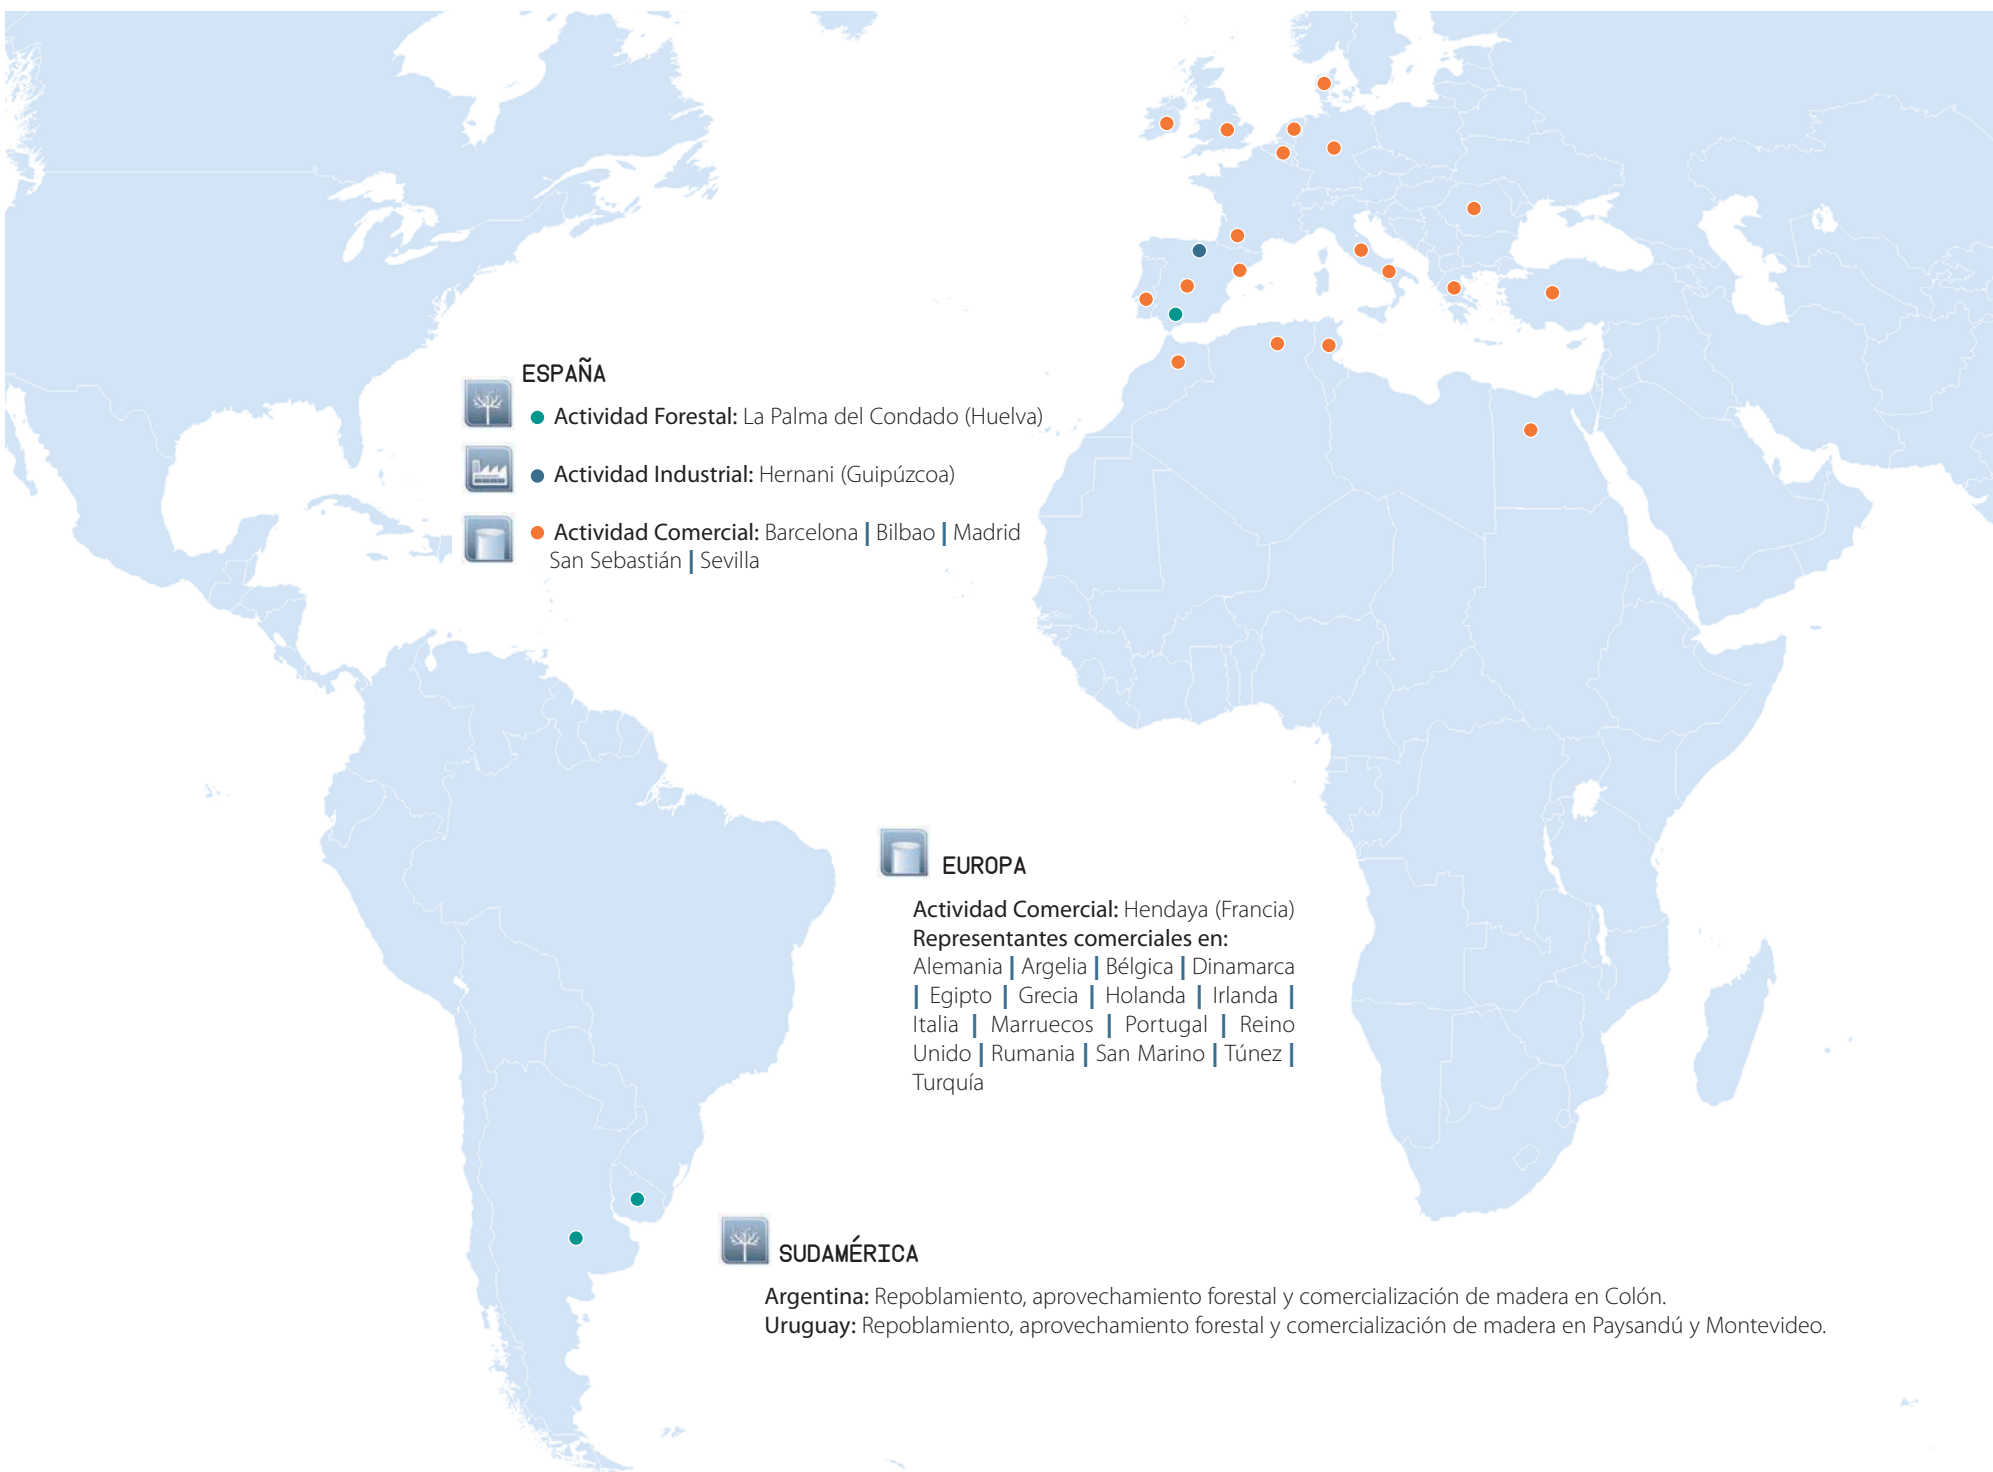 ESPAÑA
Actividad Forestal: La Palma del Condado (Huelva)
Actividad Industrial: Hernani (Guipúzcoa)
Actividad Comercial: Barcelona | Bilbao | Madrid
San Sebastián | Sevilla
EUROPA
Actividad Comercial: Hendaya (Francia)
Representantes comerciales en:
Alemania | Argelia | Bélgica | Dinamarca
| Egipto | Grecia | Holanda | Irlanda |
Italia | Marruecos | Portugal | Reino
Unido | Rumania | San Marino | Túnez |
Turquía
SUDAMÉRICA
Argentina: Repoblamiento, aprovechamiento forestal y comercialización de madera en Colón.
Uruguay: Repoblamiento, aprovechamiento forestal y comercialización de madera en Paysandú y Montevideo.